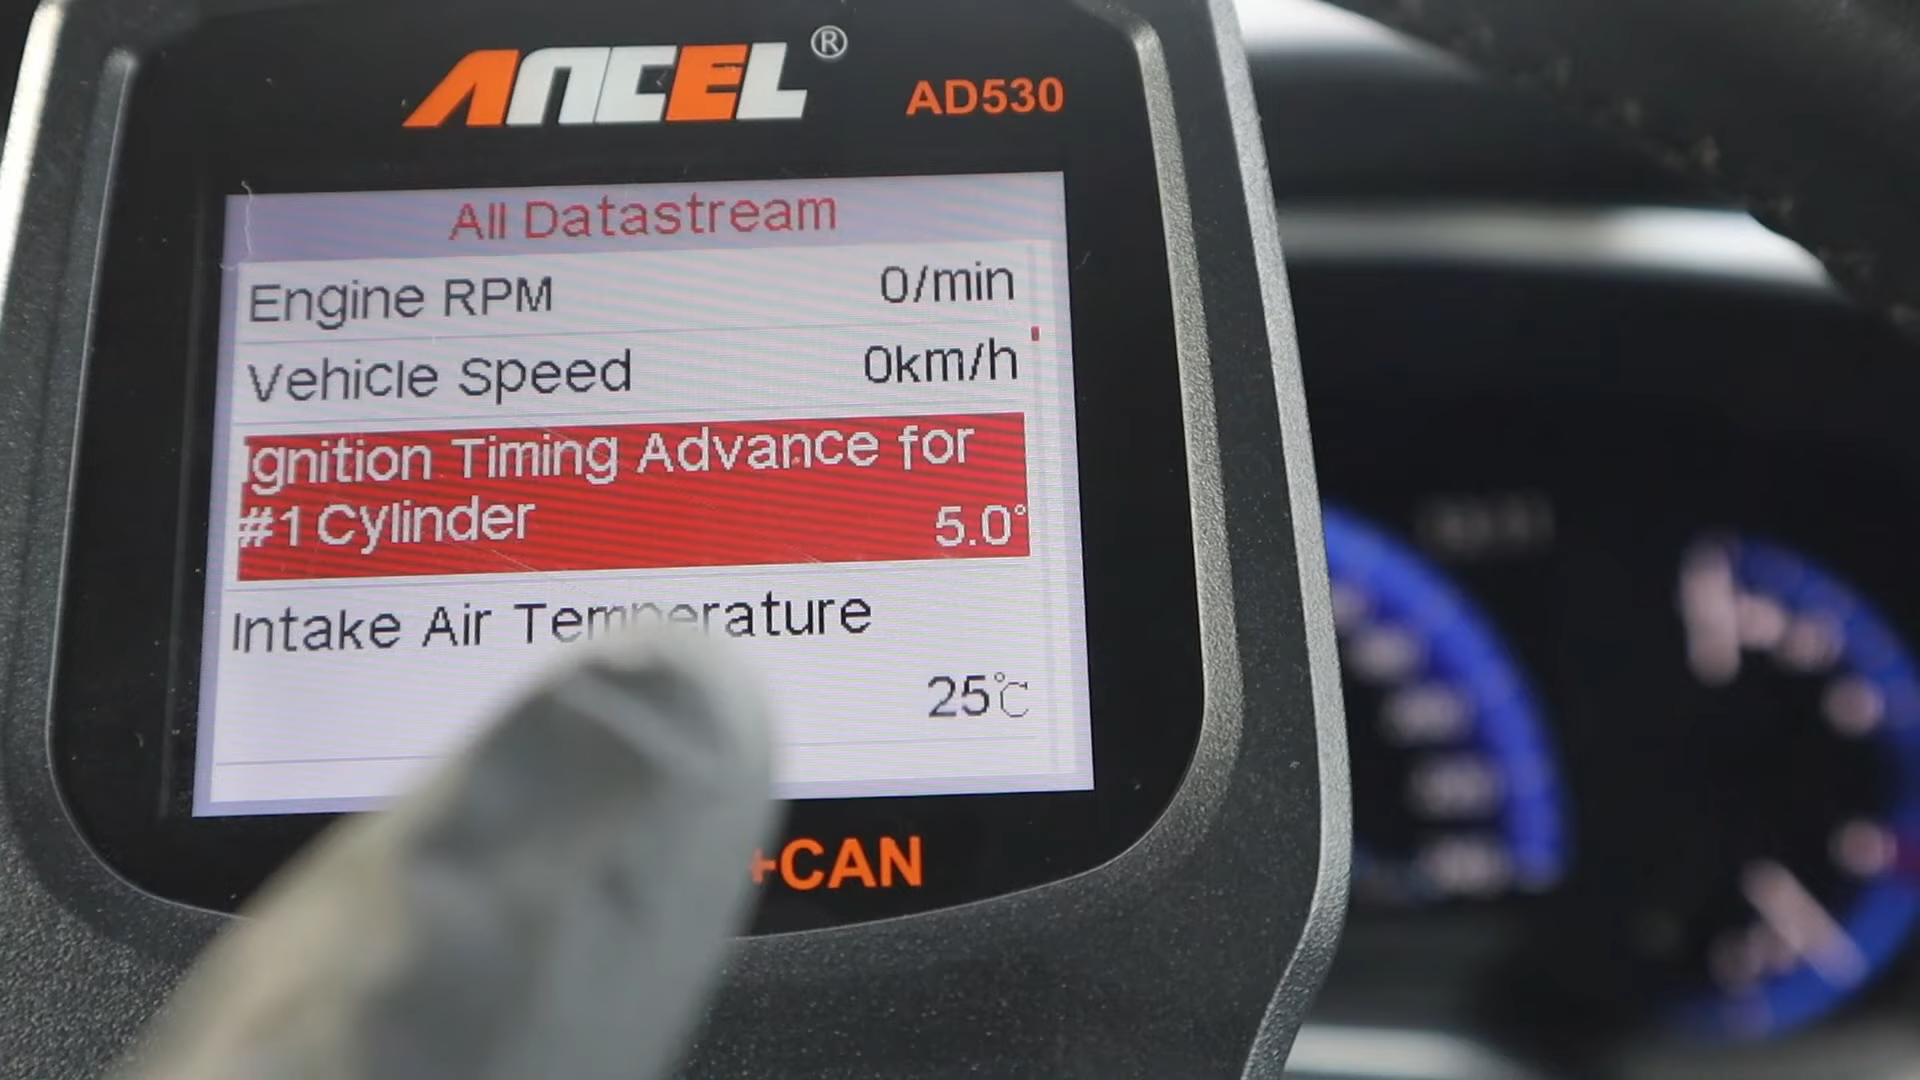 ANCEL®
AD530
All Datastream
Engine RPM 0/min
Vehicle Speed 0km/h
Ignition Timing Advance for
#1 Cylinder 5.0°
Intake Air Temperature
25℃
+CAN